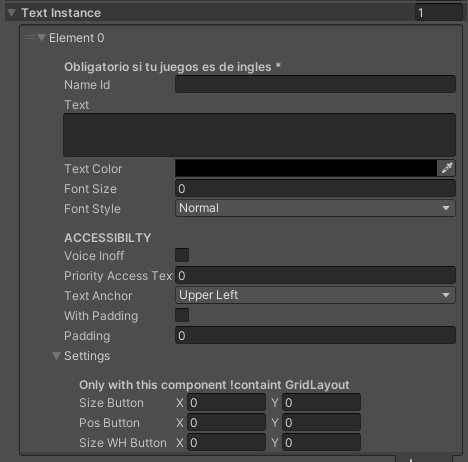 Text Instance 1
Element 0
Obligatorio si tu juegos es de ingles *
Name Id
Text
Text Color
Font Size 0
Font Style Normal
ACCESSIBILTY
Voice Inoff
Priority Access Tex 0
Text Anchor Upper Left
With Padding
Padding 0
Settings
Only with this component !containt GridLayout
Size Button X 0 Y 0
Pos Button X 0 Y 0
Size WH Button X 0 Y 0